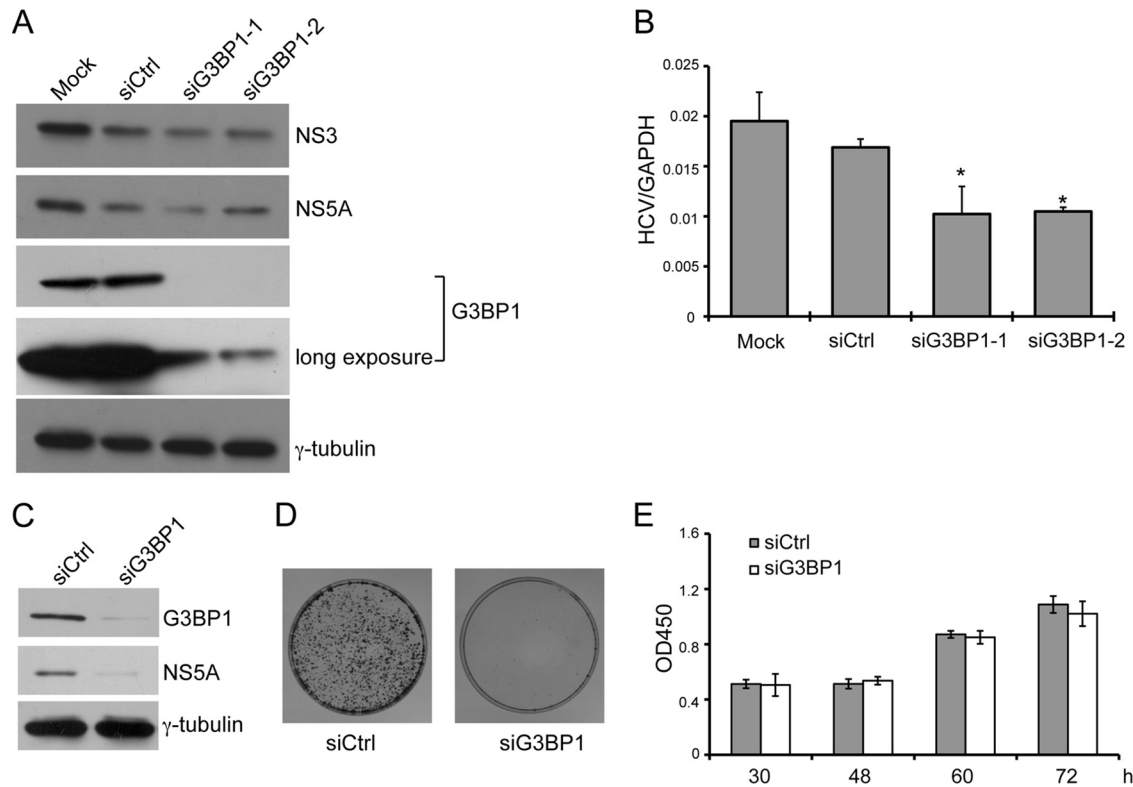 A
Mock
siCtrl
siG3BP1-1
siG3BP1-2
NS3
NS5A
G3BP1
long exposure
γ-tubulin
B
HCV/GAPDH
0.025
0.02
0.015
0.01
0.005
0
*
*
Mock
siCtrl
siG3BP1-1
siG3BP1-2
C
siCtrl
siG3BP1
G3BP1
NS5A
γ-tubulin
D
siCtrl
siG3BP1
E
OD450
1.6
1.2
0.8
0.4
0
siCtrl
siG3BP1
30
48
60
72
h